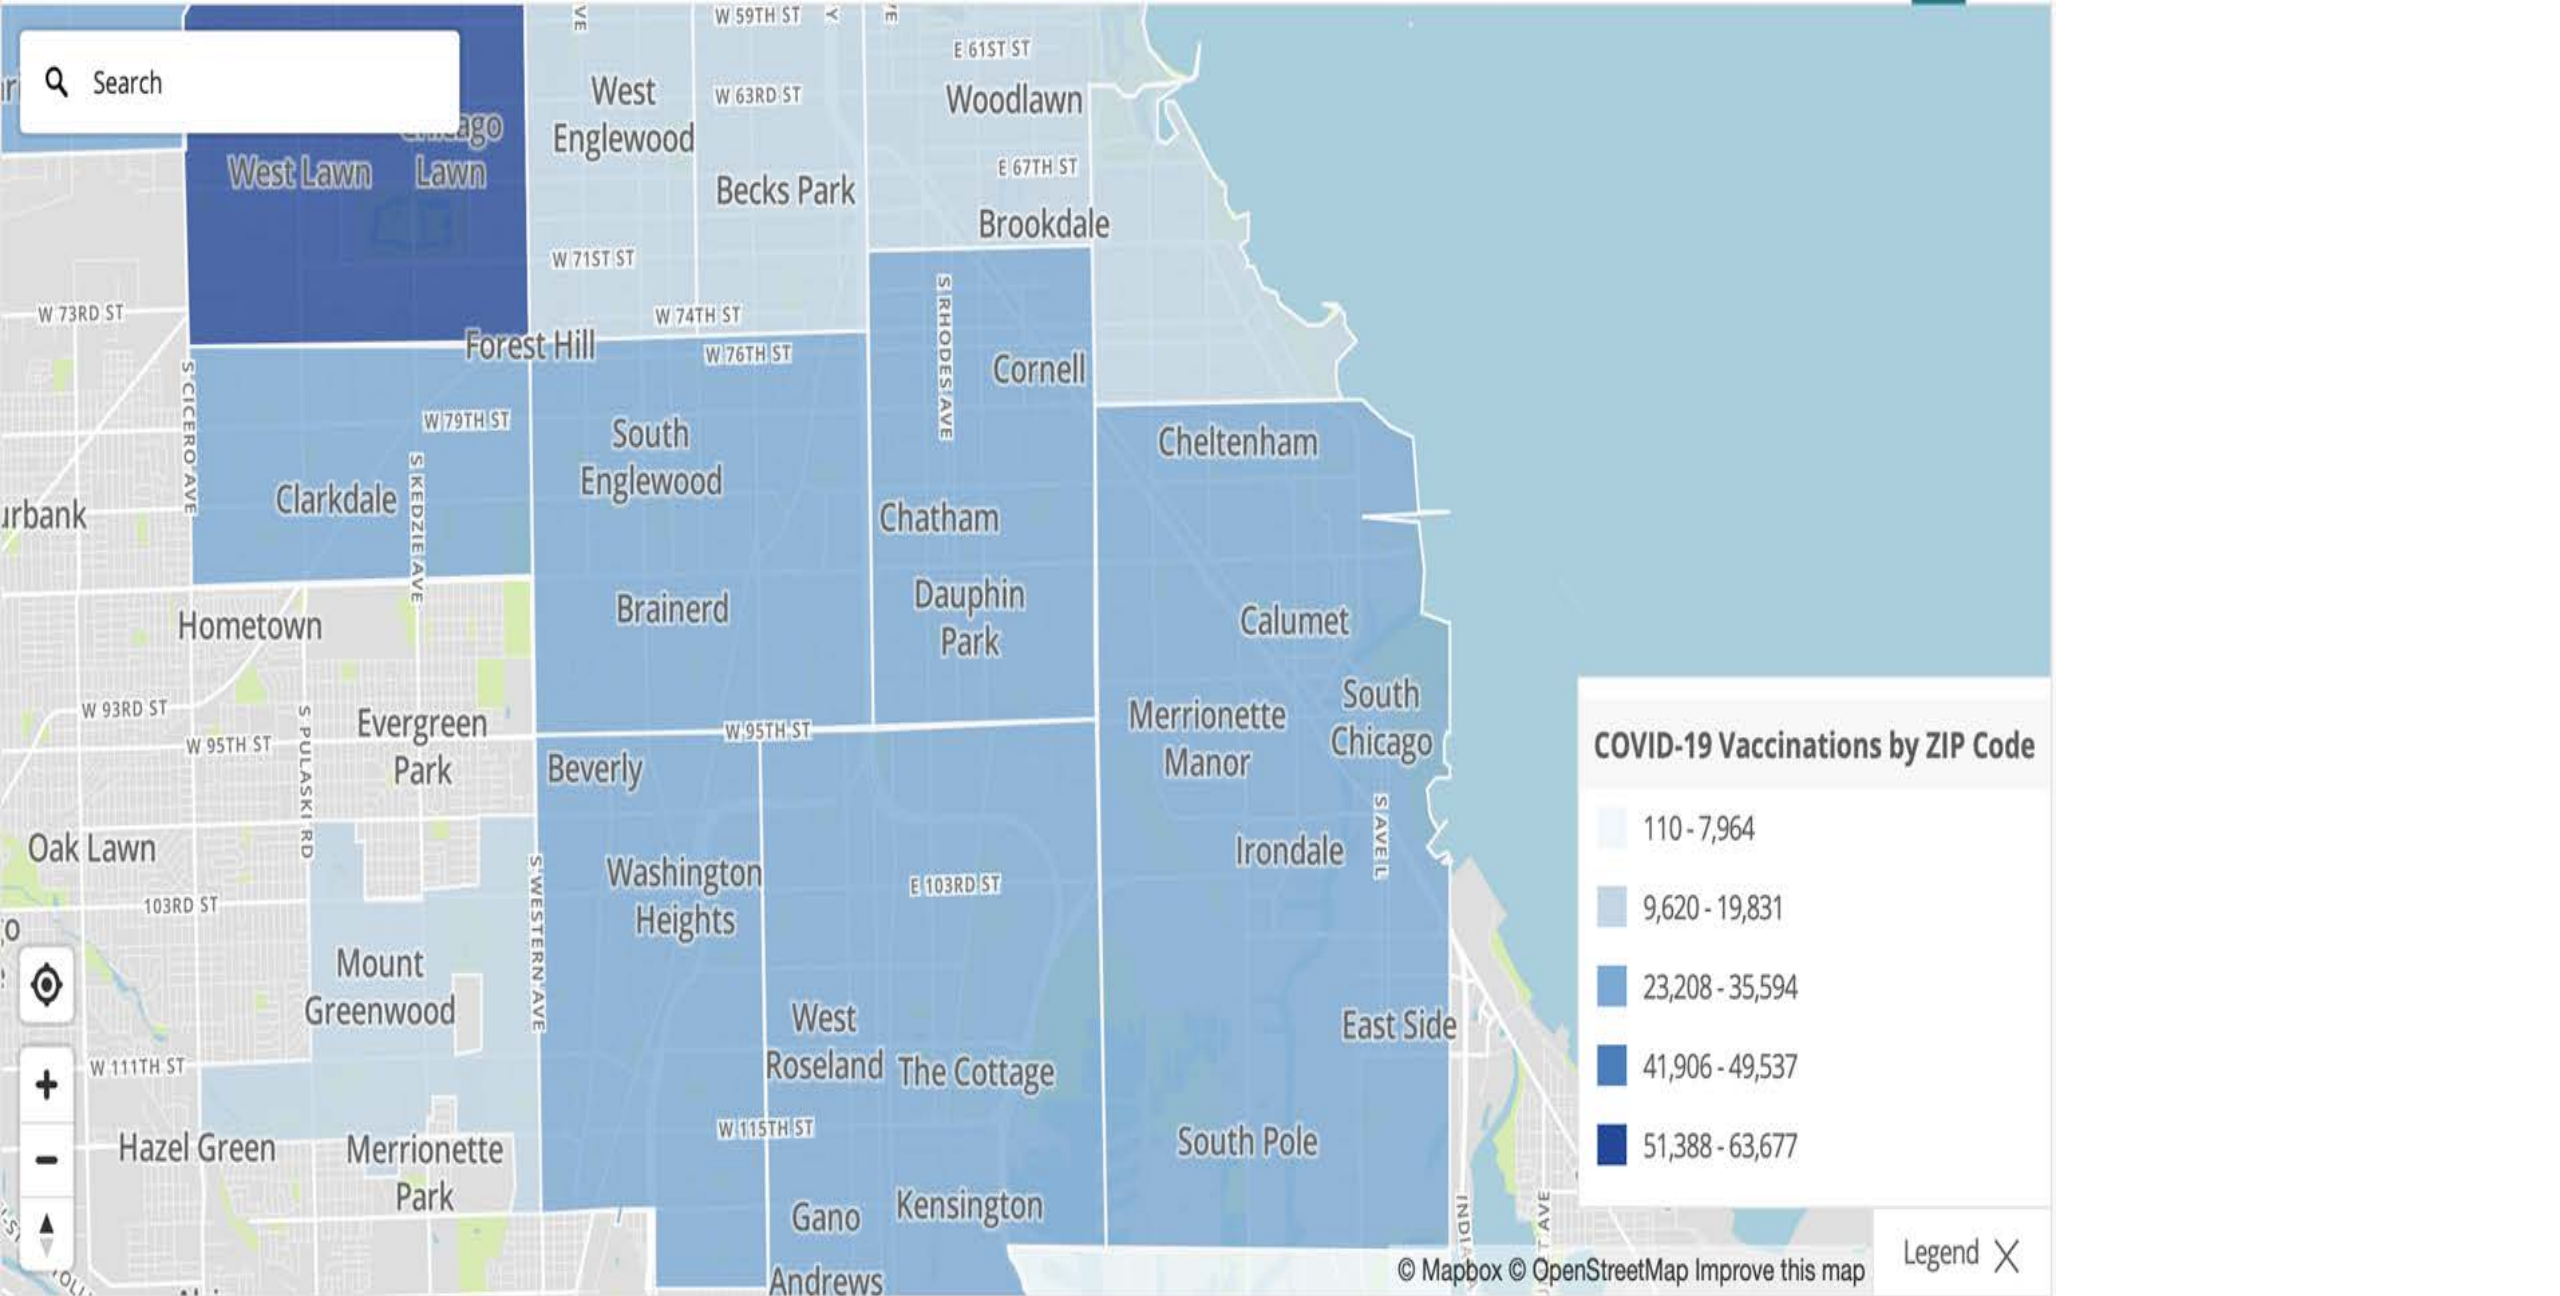 W 59TH ST
E 61ST ST
Search
West
Englewood
W 63RD ST
Woodlawn
West Lawn
Lawn
E 67TH ST
Becks Park
Brookdale
W 71ST ST
W 73RD ST
W 74TH ST
Forest Hill
W 76TH ST
S RHODES AVE
Cornell
S CICERO AVE
W 79TH ST
South
Englewood
Cheltenham
Clarkdale
S KEDZIE AVE
Chatham
Hometown
Brainerd
Dauphin
Park
Calumet
W 93RD ST
W 95TH ST
S PULASKI RD
Evergreen
Park
W 95TH ST
Merrionette
Manor
South
Chicago
Beverly
Oak Lawn
S WESTERN AVE
Washington
Heights
E 103RD ST
Irondale
S AVE L
103RD ST
Mount
Greenwood
West
Roseland
The Cottage
East Side
W 111TH ST
W 115TH ST
Hazel Green
Merrionette
Park
South Pole
Gano
Kensington
Andrews
COVID-19 Vaccinations by ZIP Code
110 - 7,964
9,620 - 19,831
23,208 - 35,594
41,906 - 49,537
51,388 - 63,677
Legend
© Mapbox © OpenStreetMap Improve this map